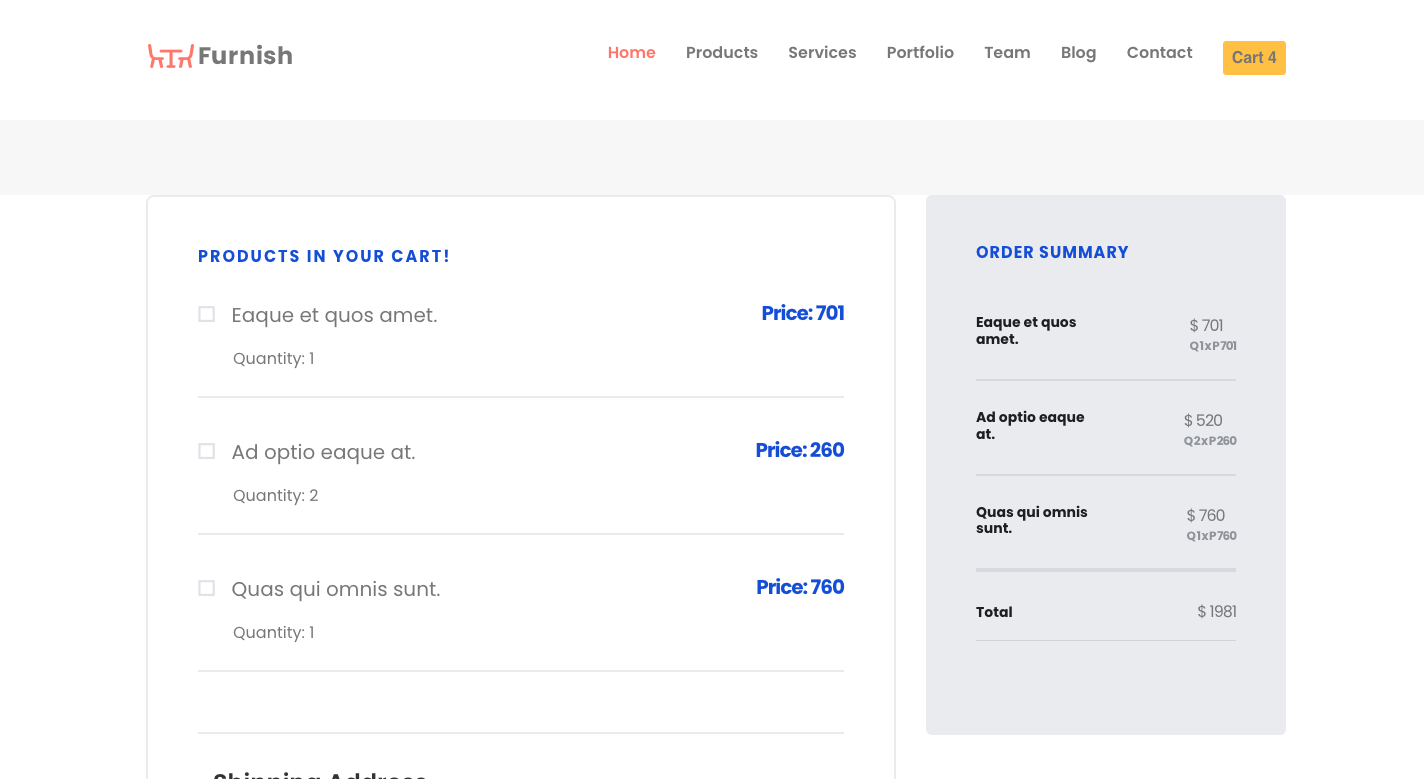 Furnish
Home Products Services Portfolio Team Blog Contact Cart 4
PRODUCTS IN YOUR CART!
Eaque et quos amet.
Price: 701
Quantity: 1
Ad optio eaque at.
Price: 260
Quantity: 2
Quas qui omnis sunt.
Price: 760
Quantity: 1
Shipping Address
ORDER SUMMARY
Eaque et quos
amet.
$ 701
Q1xP701
Ad optio eaque
at.
$ 520
Q2xP260
Quas qui omnis
sunt.
$ 760
Q1xP760
Total
$ 1981